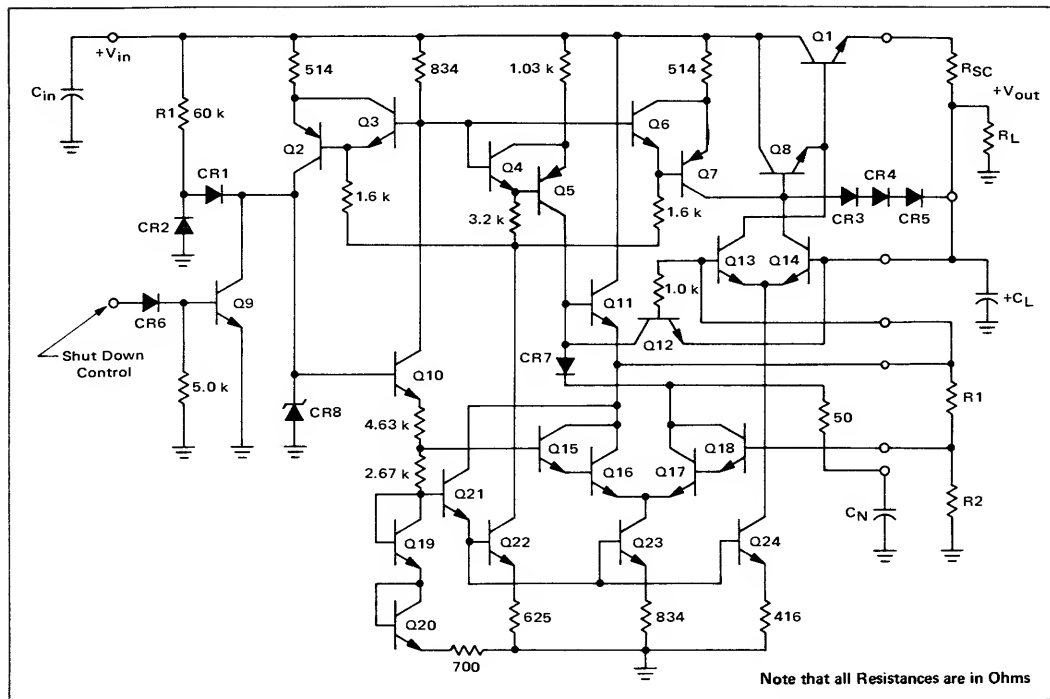 +V_in
C_in
514
834
1.03 k
514
Q1
R_SC
+V_out
R_L
R1
60 k
Q2
Q3
Q4
Q5
Q6
Q7
Q8
CR1
CR2
1.6 k
3.2 k
1.6 k
CR3
CR4
CR5
Q13
Q14
Q9
CR6
1.0 k
Q11
Q12
+C_L
Shut Down
Control
5.0 k
Q10
CR7
CR8
4.63 k
R1
50
Q15
Q16
Q17
Q18
2.67 k
Q21
R2
C_N
Q19
Q22
Q23
Q24
Q20
625
834
416
700
Note that all Resistances are in Ohms